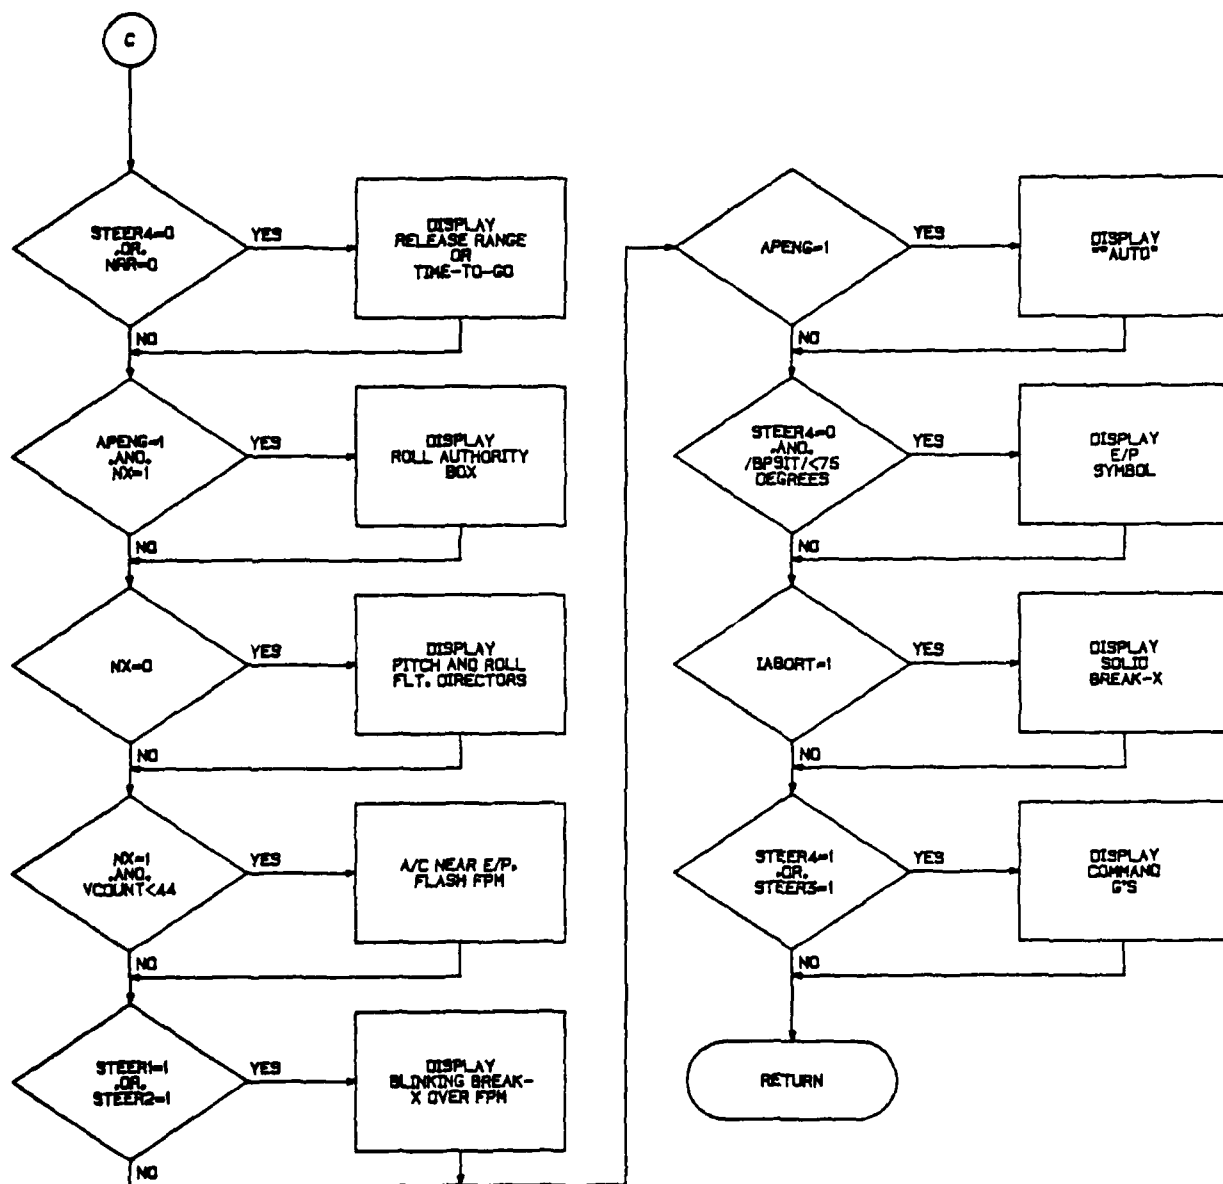 C
STEER4=0
.OR.
NRR=0
YES
DISPLAY
RELEASE RANGE
OR
TIME-TO-GO
NO
APENG=1
.AND.
NX=1
YES
DISPLAY
ROLL AUTHORITY
BOX
NO
NX=0
YES
DISPLAY
PITCH AND ROLL
FLT. DIRECTORS
NO
NX=1
.AND.
VCOUNT<44
YES
A/C NEAR E/P.
FLASH FPM
NO
STEER1=1
.OR.
STEER2=1
YES
DISPLAY
BLINKING BREAK-
X OVER FPM
NO
APENG=1
YES
DISPLAY
""AUTO"
NO
STEER4=0
.AND.
/BPSIT/<75
DEGREES
YES
DISPLAY
E/P
SYMBOL
NO
IABORT=1
YES
DISPLAY
SOLID
BREAK-X
NO
STEER4=1
.OR.
STEER3=1
YES
DISPLAY
COMMAND
G'S
NO
RETURN